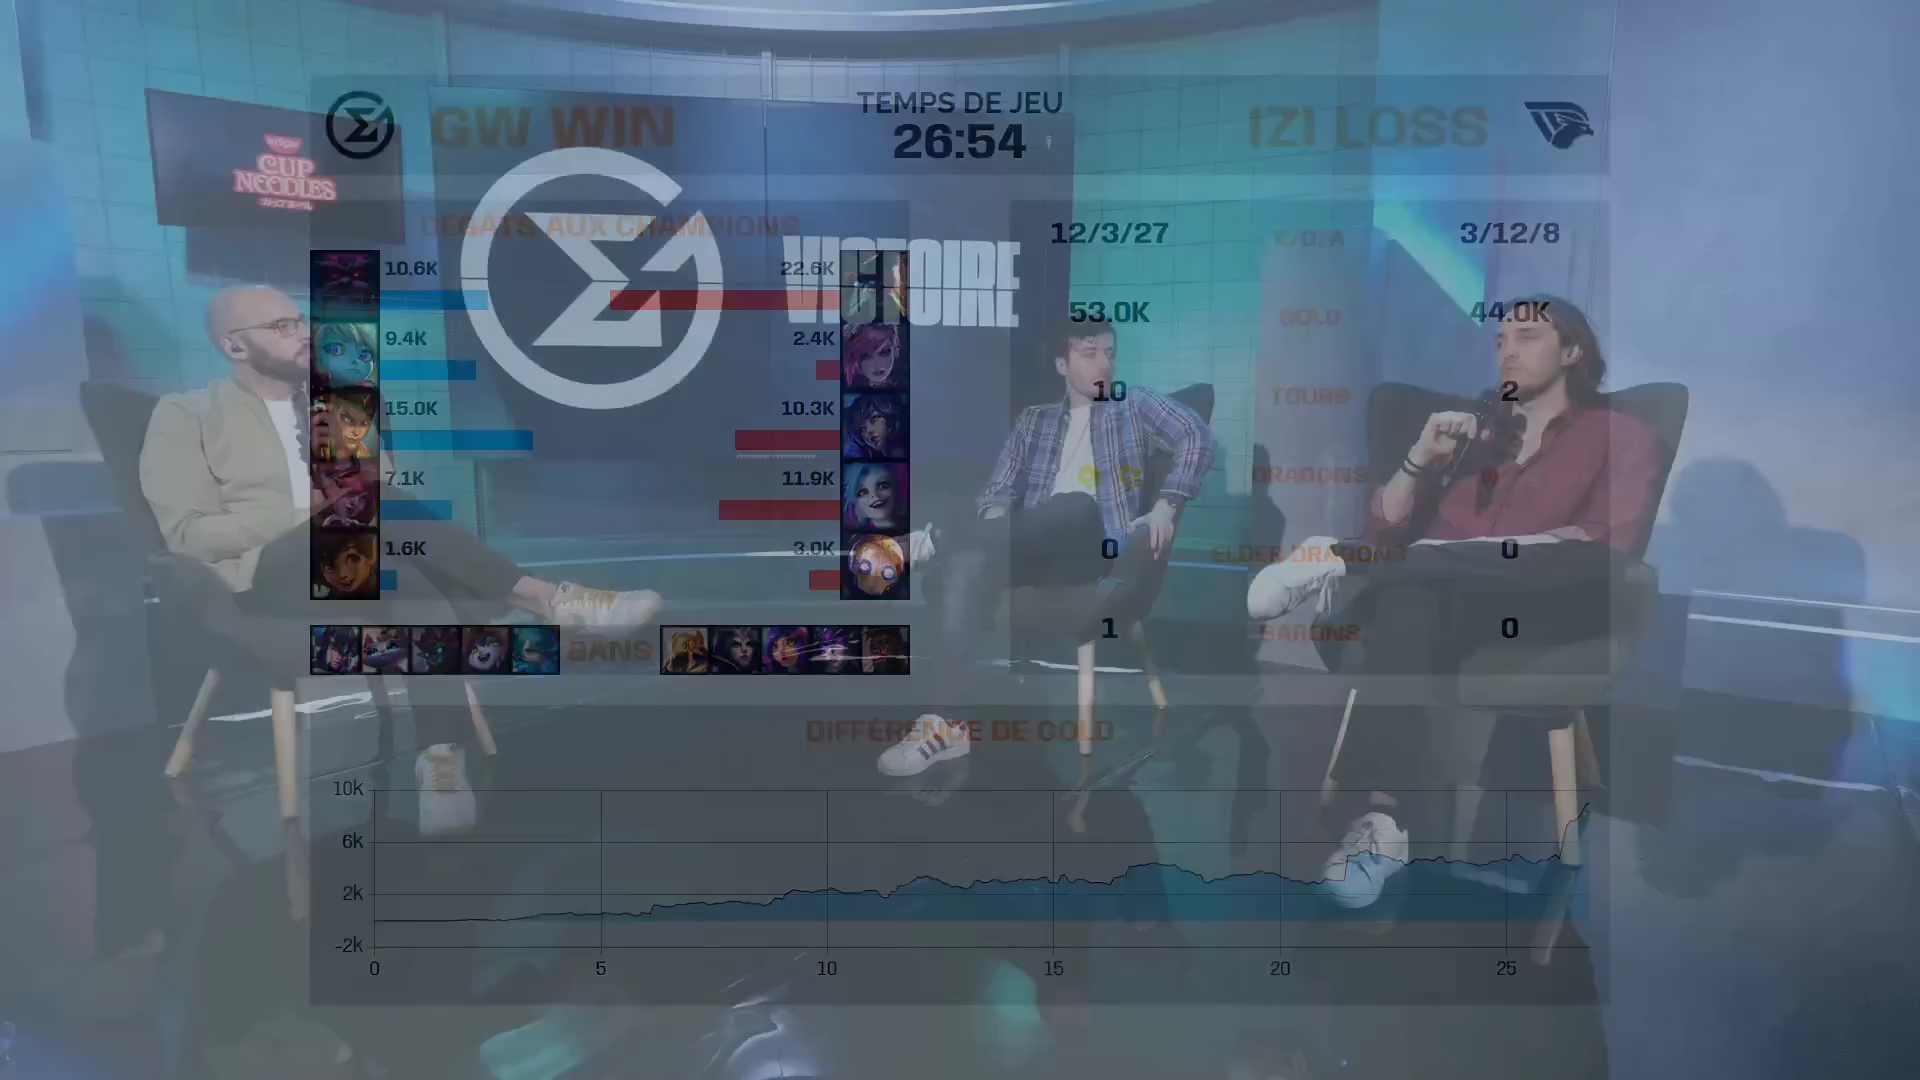 GW WIN
TEMPS DE JEU
26:54
IZI LOSS
CUP
NOODLES
DÉGÂTS AUX CHAMPIONS
VICTOIRE
10.6K
22.6K
9.4K
2.4K
15.0K
10.3K
7.1K
11.9K
1.6K
3.0K
BANS
12/3/27
K/D/A
3/12/8
53.0K
GOLD
44.0K
10
TOURS
2
DRAGONS
0
ELDER DRAGONS
0
1
BARONS
0
DIFFÉRENCE DE GOLD
10k
6k
2k
-2k
0
5
10
15
20
25